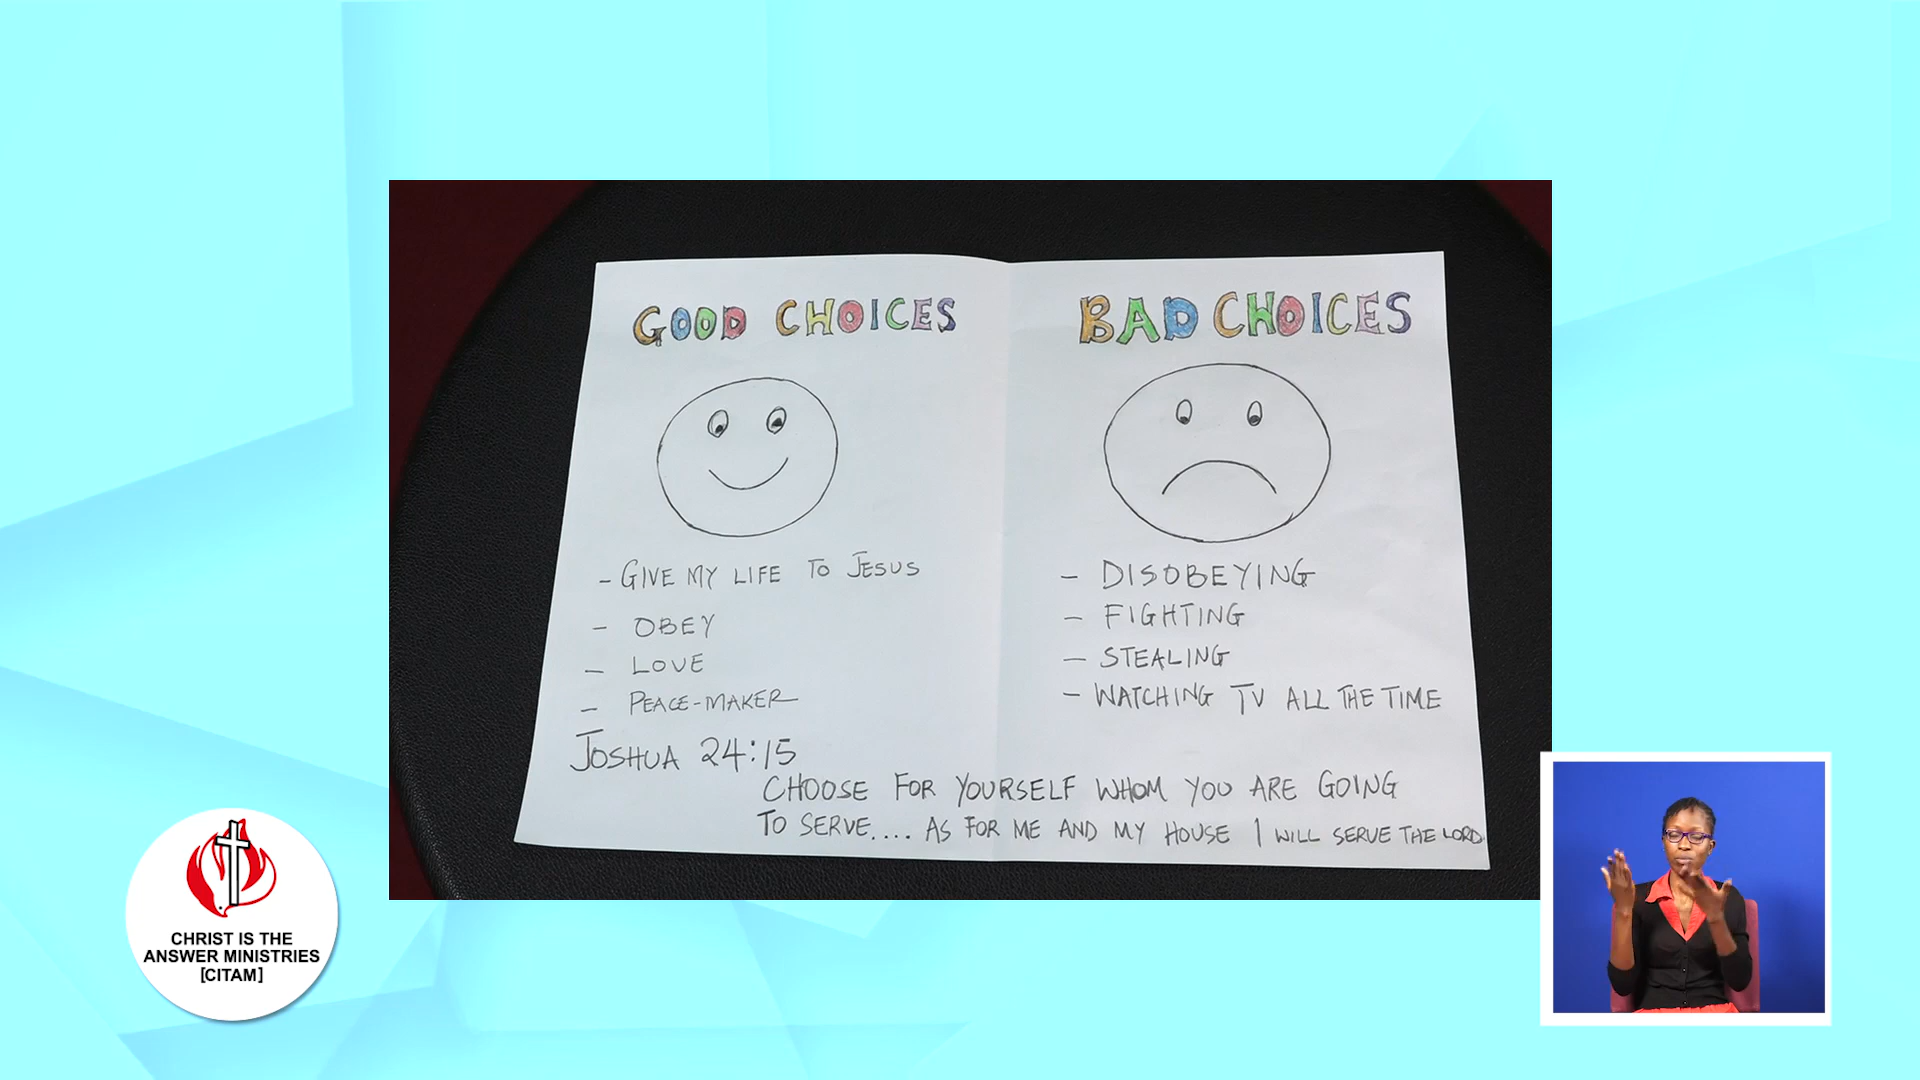 GOOD CHOICES
- GIVE MY LIFE TO JESUS
- OBEY
- LOVE
- PEACE-MAKER
BAD CHOICES
- DISOBEYING
- FIGHTING
- STEALING
- WATCHING TV ALL THE TIME
JOSHUA 24:15
CHOOSE FOR YOURSELF WHOM YOU ARE GOING
TO SERVE.... AS FOR ME AND MY HOUSE I WILL SERVE THE LORD
CHRIST IS THE
ANSWER MINISTRIES
[CITAM]